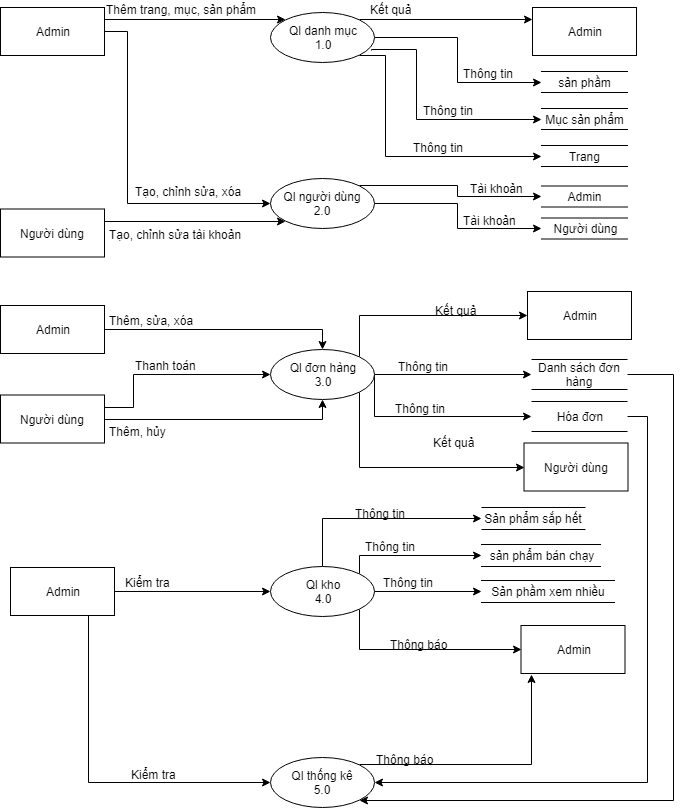 Admin
Thêm trang, mục, sản phẩm
Ql danh mục
1.0
Kết quả
Admin
Thông tin
sản phầm
Thông tin
Mục sản phẩm
Thông tin
Trang
Tạo, chỉnh sửa, xóa
Ql người dùng
2.0
Tài khoản
Admin
Tài khoản
Người dùng
Người dùng
Tạo, chỉnh sửa tài khoản
Admin
Thêm, sửa, xóa
Kết quả
Admin
Thanh toán
Ql đơn hàng
3.0
Thông tin
Danh sách đơn
hàng
Người dùng
Thêm, hủy
Thông tin
Hóa đơn
Kết quả
Người dùng
Thông tin
Sản phẩm sắp hết
Thông tin
sản phẩm bán chạy
Admin
Kiểm tra
Ql kho
4.0
Thông tin
Sản phầm xem nhiều
Thông báo
Admin
Kiểm tra
Ql thống kê
5.0
Thông báo